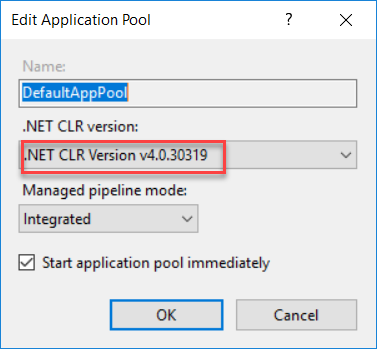 Edit Application Pool
?
Name:
DefaultAppPool
.NET CLR version:
.NET CLR Version v4.0.30319
Managed pipeline mode:
Integrated
Start application pool immediately
OK
Cancel